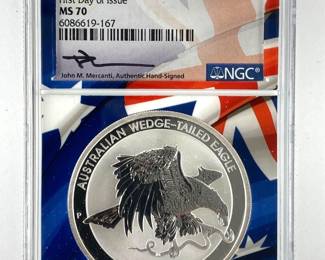 First Day of Issue
MS 70
6086619-167
John M. Mercanti, Authentic Hand-Signed
NGC
AUSTRALIAN WEDGE-TAILED EAGLE
P